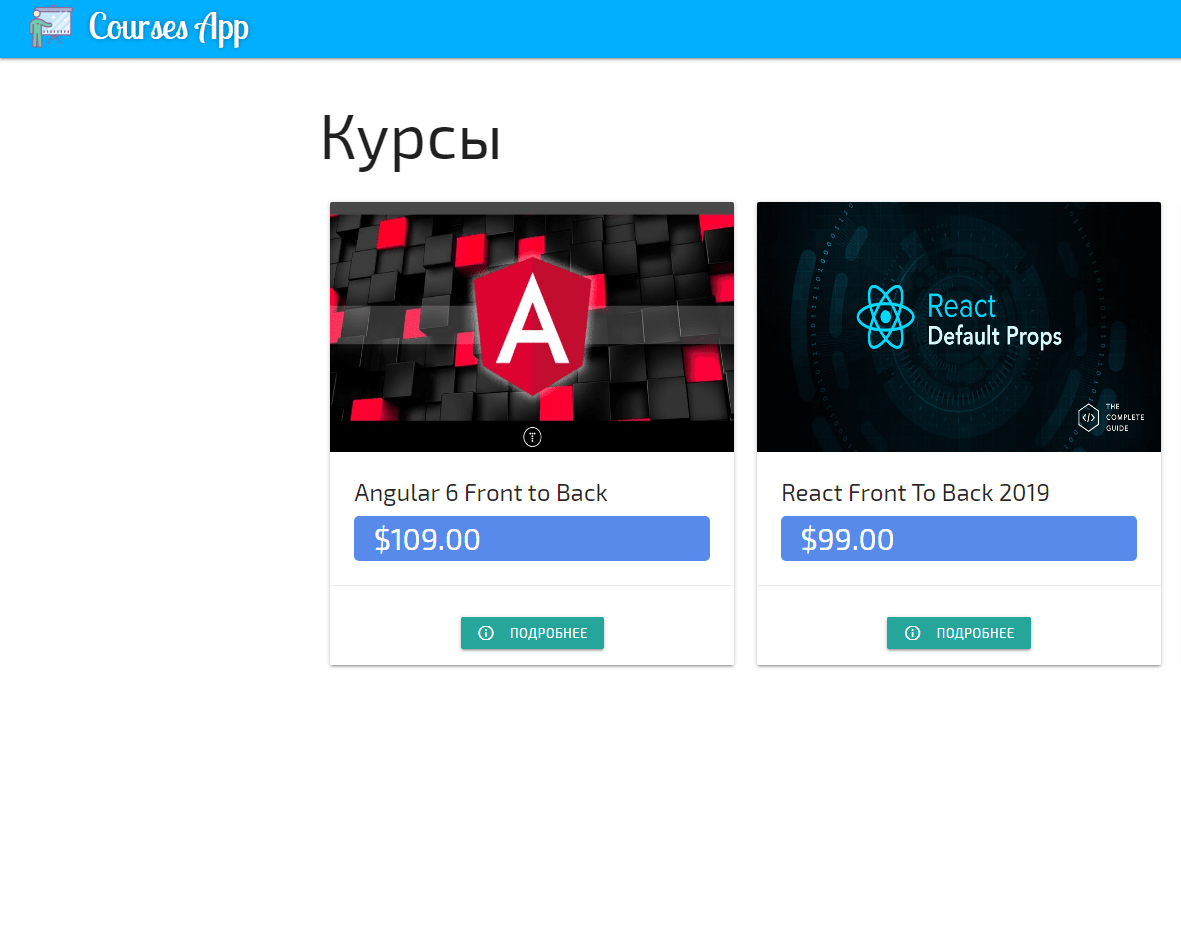 Courses App
Курсы
React
Default Props
THE
COMPLETE
GUIDE
Angular 6 Front to Back
$109.00
ПОДРОБНЕЕ
React Front To Back 2019
$99.00
ПОДРОБНЕЕ